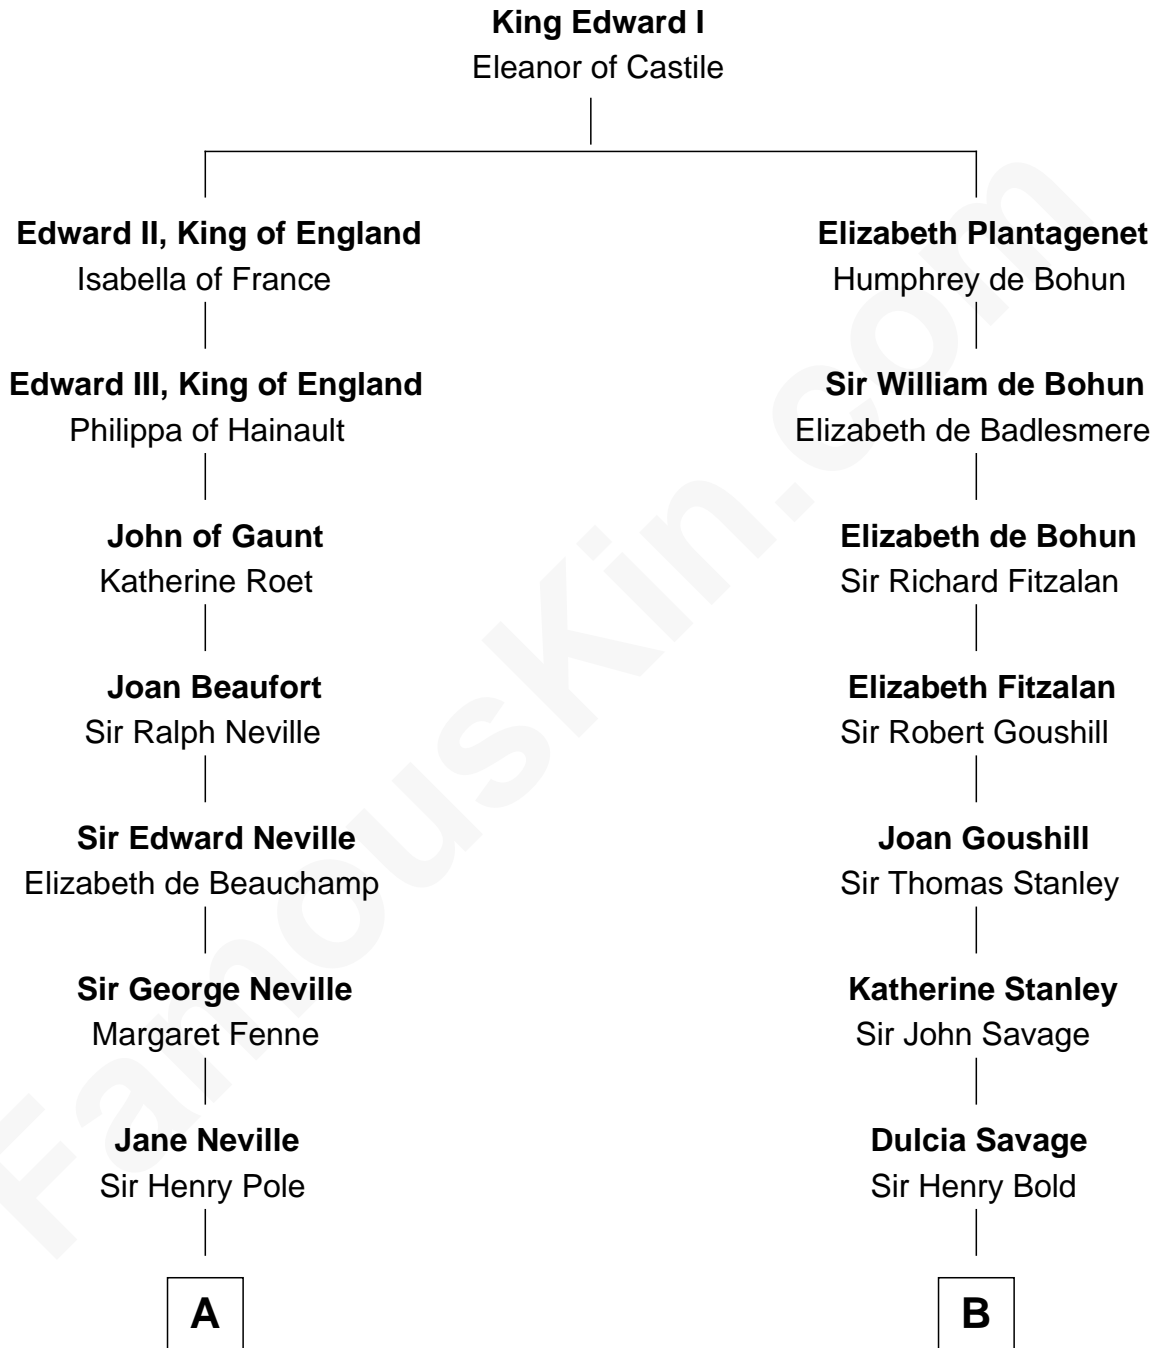 King Edward I
Eleanor of Castile
Edward II, King of England
Isabella of France
Elizabeth Plantagenet
Humphrey de Bohun
Edward III, King of England
Philippa of Hainault
Sir William de Bohun
Elizabeth de Badlesmere
John of Gaunt
Katherine Roet
Elizabeth de Bohun
Sir Richard Fitzalan
Joan Beaufort
Sir Ralph Neville
Elizabeth Fitzalan
Sir Robert Goushill
Sir Edward Neville
Elizabeth de Beauchamp
Joan Goushill
Sir Thomas Stanley
Sir George Neville
Margaret Fenne
Katherine Stanley
Sir John Savage
Jane Neville
Sir Henry Pole
Dulcia Savage
Sir Henry Bold
A
B
FamousKin.com